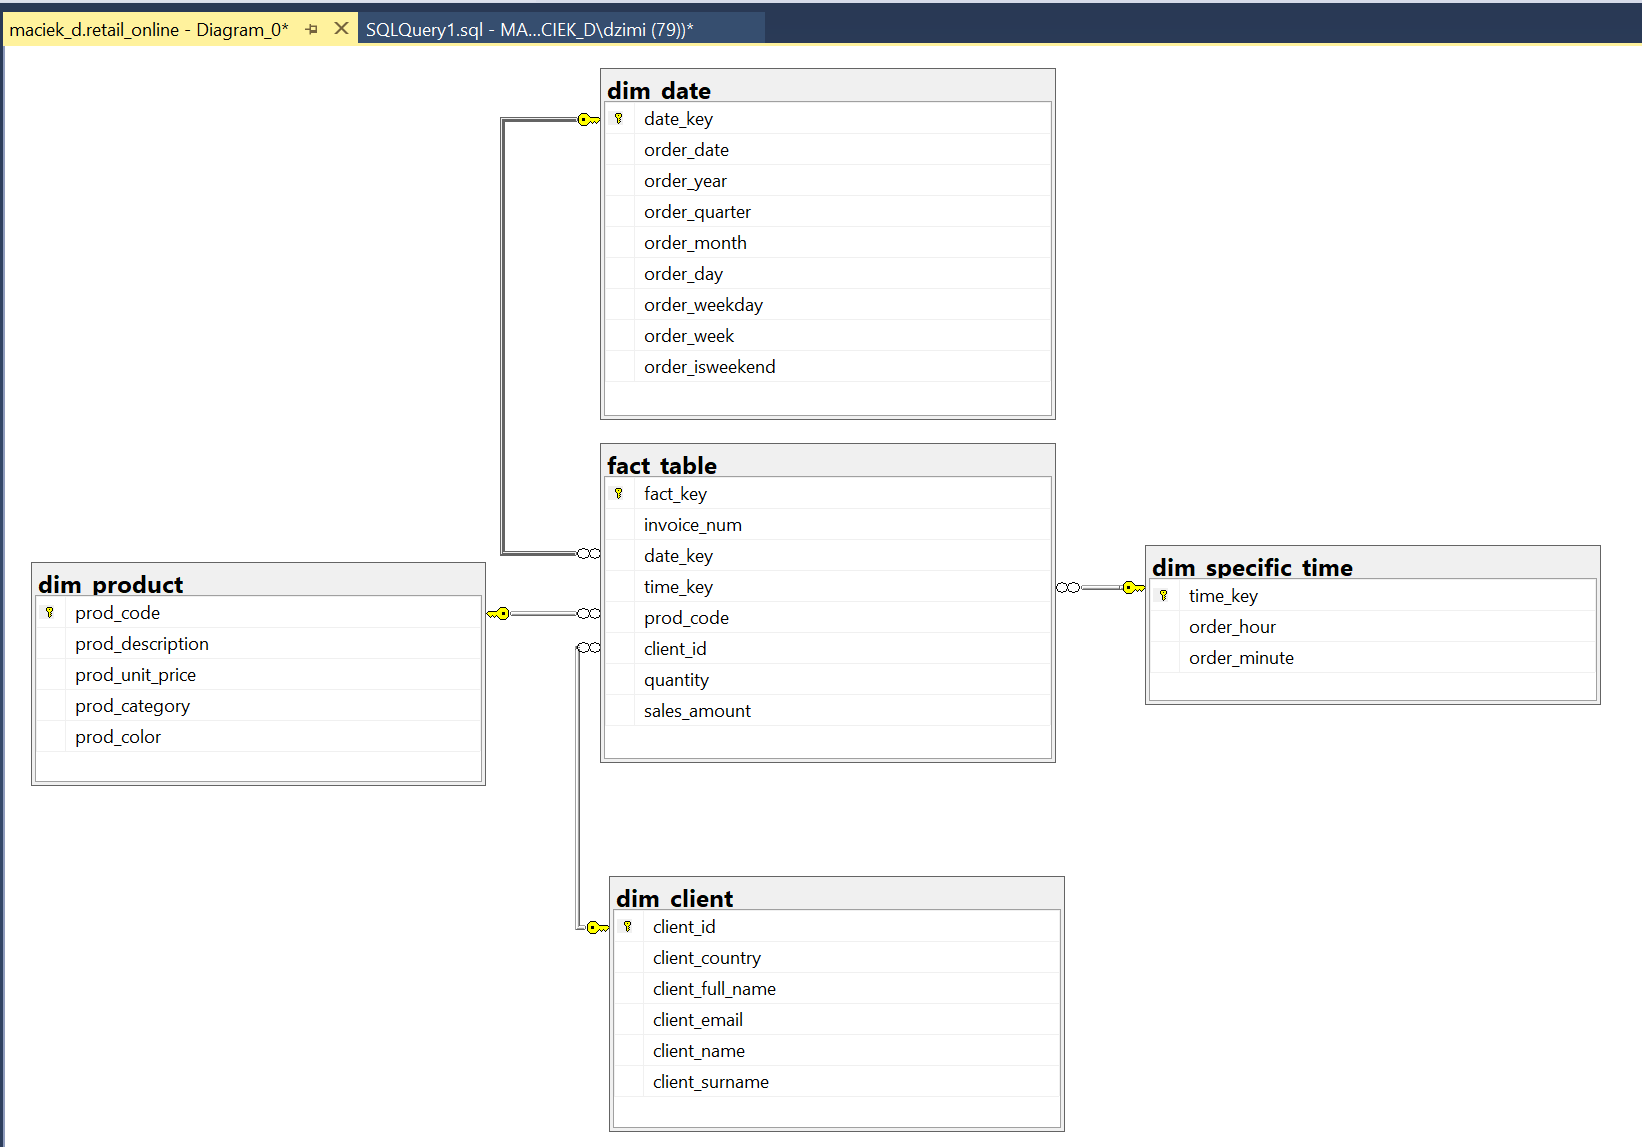 maciek_d.retail_online - Diagram_0*
SQLQuery1.sql - MA...CIEK_D\dzimi (79))*
dim_date
date_key
order_date
order_year
order_quarter
order_month
order_day
order_weekday
order_week
order_isweekend
fact_table
fact_key
invoice_num
date_key
time_key
prod_code
client_id
quantity
sales_amount
dim_product
prod_code
prod_description
prod_unit_price
prod_category
prod_color
dim_specific_time
time_key
order_hour
order_minute
dim_client
client_id
client_country
client_full_name
client_email
client_name
client_surname